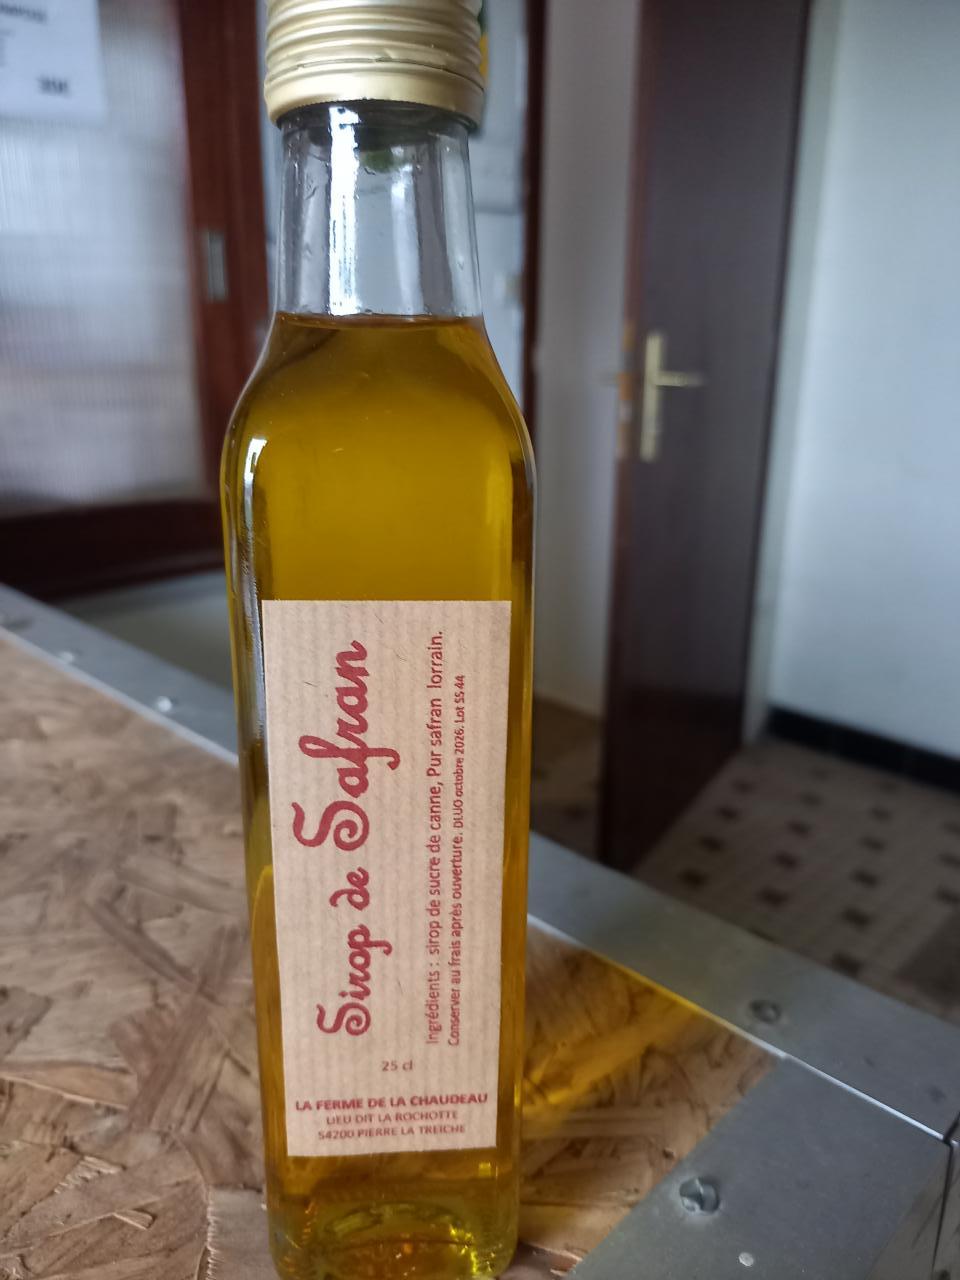 Sirop de Safran
Ingrédients : sirop de sucre de canne, Pur safran lorrain.
Conserver au frais après ouverture. DLUO octobre 2026. Lot SS 44
25 cl
LA FERME DE LA CHAUDEAU
LIEU DIT LA ROCHOTTE
54200 PIERRE LA TREICHE